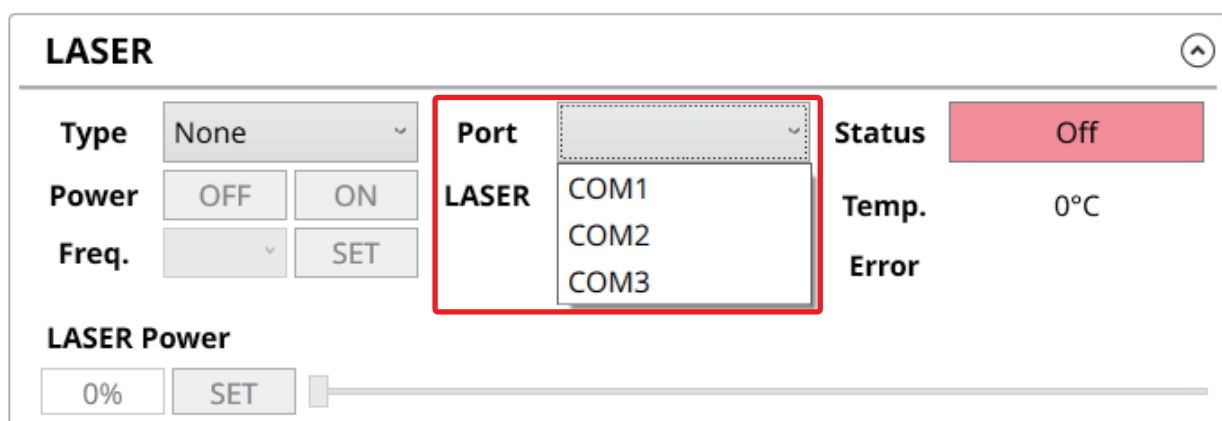 LASER
Type None Port Status Off
Power OFF ON LASER COM1 Temp. 0°C
COM2
Freq. SET COM3 Error
LASER Power
0% SET